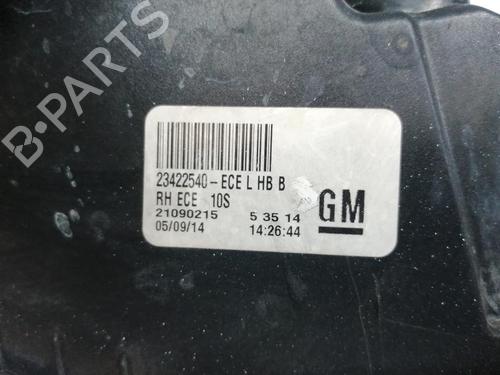 B-PARTS
23422540-ECE L HB B
RH ECE 10S
21090215 5 35 14
05/09/14 14:26:44
GM